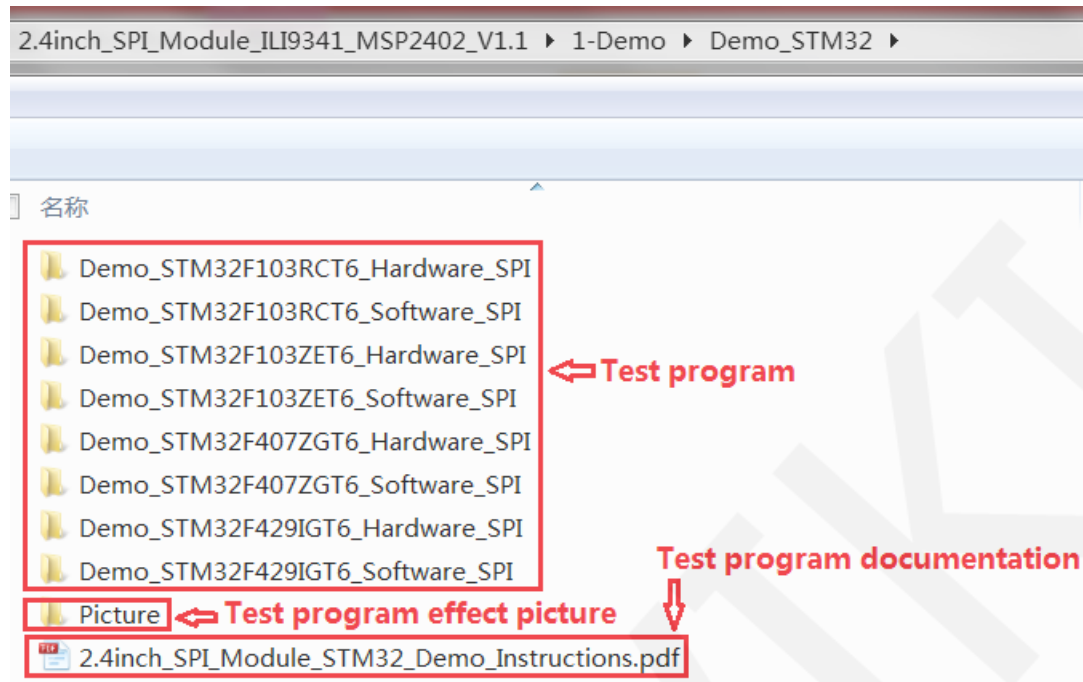 2.4inch_SPI_Module_ILI9341_MSP2402_V1.1 ▸ 1-Demo ▸ Demo_STM32 ▸
名称
Demo_STM32F103RCT6_Hardware_SPI
Demo_STM32F103RCT6_Software_SPI
Demo_STM32F103ZET6_Hardware_SPI
Test program
Demo_STM32F103ZET6_Software_SPI
Demo_STM32F407ZGT6_Hardware_SPI
Demo_STM32F407ZGT6_Software_SPI
Demo_STM32F429IGT6_Hardware_SPI
Demo_STM32F429IGT6_Software_SPI
Test program documentation
Picture
Test program effect picture
2.4inch_SPI_Module_STM32_Demo_Instructions.pdf